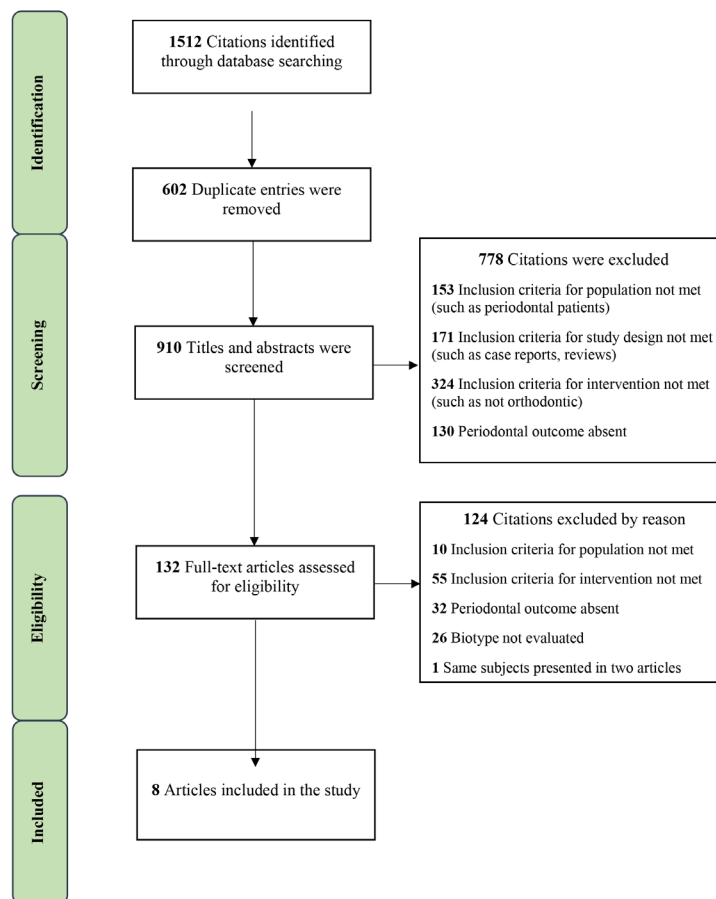 Identification
1512 Citations identified
through database searching
602 Duplicate entries were
removed
Screening
910 Titles and abstracts were
screened
778 Citations were excluded
153 Inclusion criteria for population not met
(such as periodontal patients)
171 Inclusion criteria for study design not met
(such as case reports, reviews)
324 Inclusion criteria for intervention not met
(such as not orthodontic)
130 Periodontal outcome absent
Eligibility
132 Full-text articles assessed
for eligibility
124 Citations excluded by reason
10 Inclusion criteria for population not met
55 Inclusion criteria for intervention not met
32 Periodontal outcome absent
26 Biotype not evaluated
1 Same subjects presented in two articles
Included
8 Articles included in the study